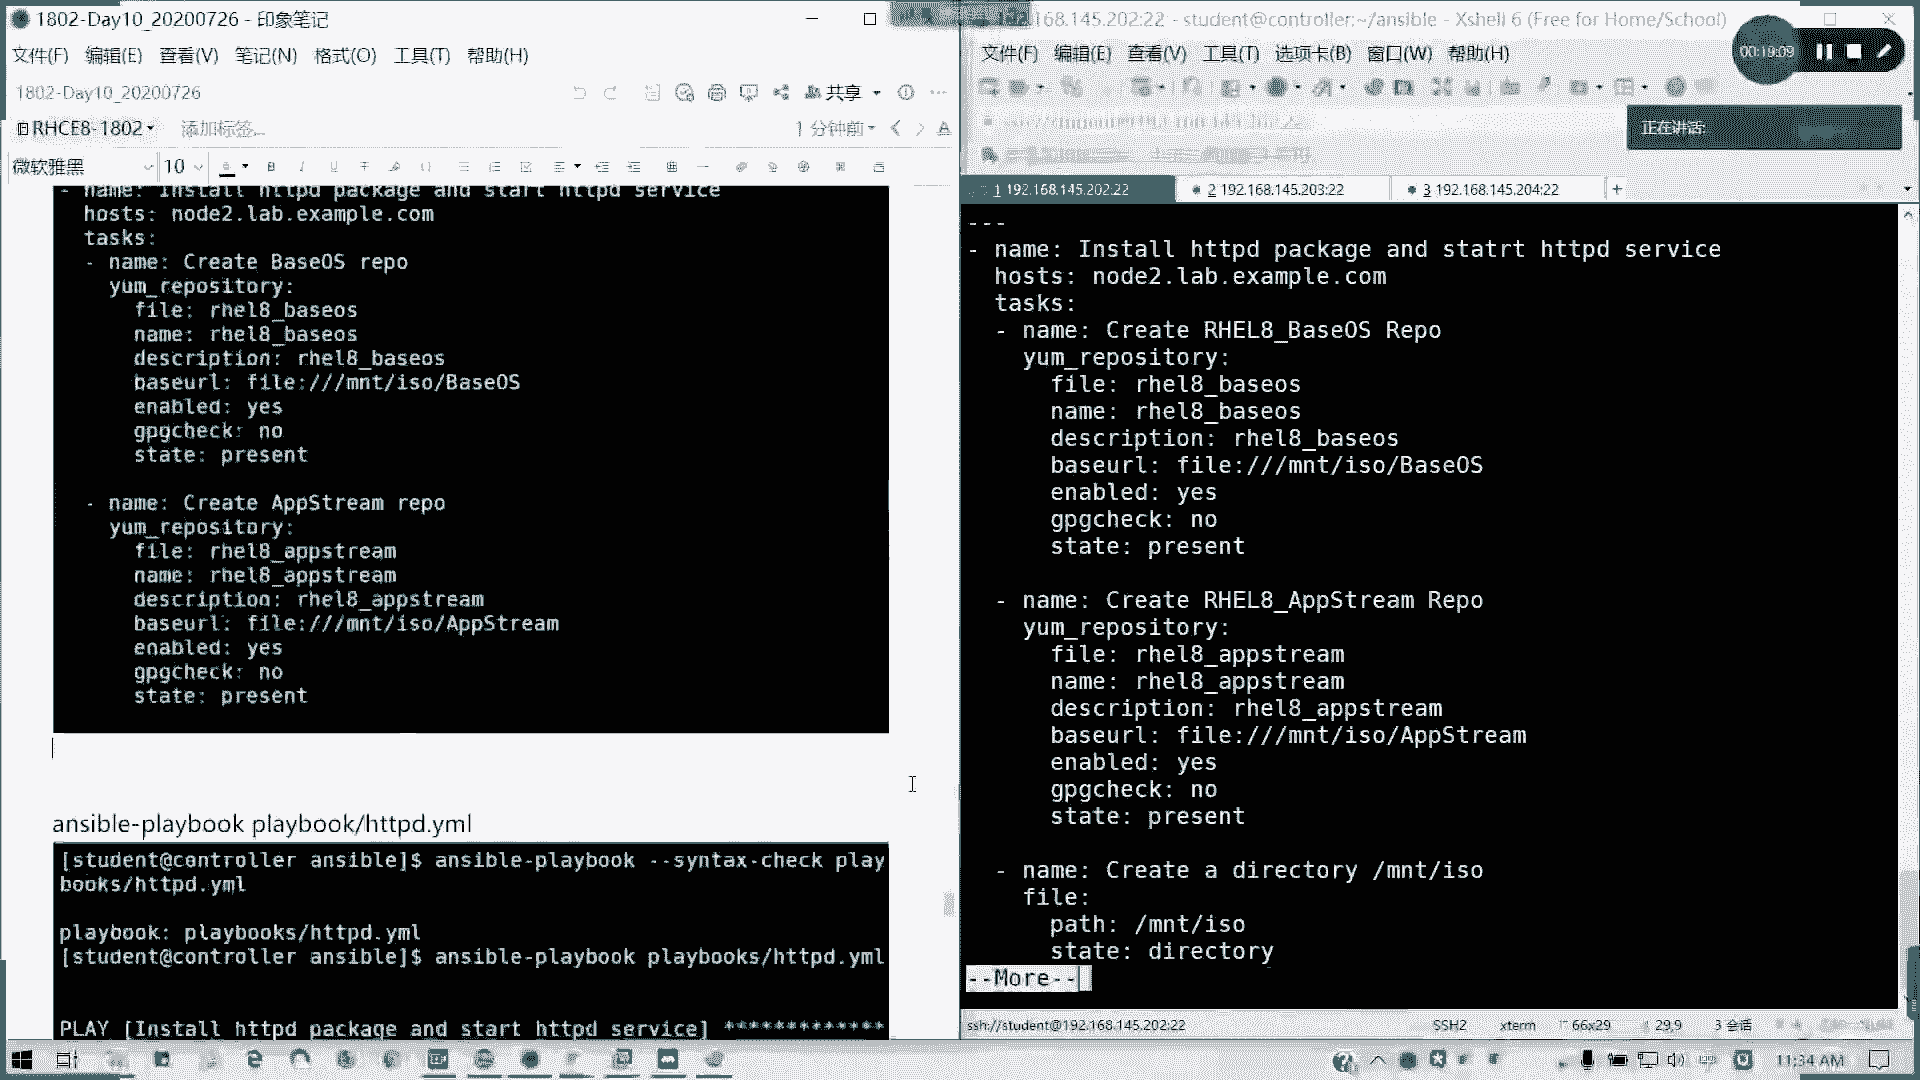 1802-Day10_20200726 - 印象笔记
文件(F) 编辑(E) 查看(V) 笔记(N) 格式(O) 工具(T) 帮助(H)
1802-Day10_20200726
共享
RHCE8-1802
添加标签...
1 分钟前
微软雅黑 10
- name: Install httpd package and start httpd service
hosts: node2.lab.example.com
tasks:
- name: Create BaseOS repo
yum_repository:
file: rhel8_baseos
name: rhel8_baseos
description: rhel8_baseos
baseurl: file:///mnt/iso/BaseOS
enabled: yes
gpgcheck: no
state: present
- name: Create AppStream repo
yum_repository:
file: rhel8_appstream
name: rhel8_appstream
description: rhel8_appstream
baseurl: file:///mnt/iso/AppStream
enabled: yes
gpgcheck: no
state: present
ansible-playbook playbook/httpd.yml
[student@controller ansible]$ ansible-playbook --syntax-check play
books/httpd.yml
playbook: playbooks/httpd.yml
[student@controller ansible]$ ansible-playbook playbooks/httpd.yml
PLAY [Install httpd package and start httpd service] *************
168.145.202:22 - student@controller:~/ansible - Xshell 6 (Free for Home/School)
文件(F) 编辑(E) 查看(V) 工具(T) 选项卡(B) 窗口(W) 帮助(H)
00:19:09
正在讲话:
1 192.168.145.202:22
2 192.168.145.203:22
3 192.168.145.204:22
---
- name: Install httpd package and statrt httpd service
hosts: node2.lab.example.com
tasks:
- name: Create RHEL8_BaseOS Repo
yum_repository:
file: rhel8_baseos
name: rhel8_baseos
description: rhel8_baseos
baseurl: file:///mnt/iso/BaseOS
enabled: yes
gpgcheck: no
state: present
- name: Create RHEL8_AppStream Repo
yum_repository:
file: rhel8_appstream
name: rhel8_appstream
description: rhel8_appstream
baseurl: file:///mnt/iso/AppStream
enabled: yes
gpgcheck: no
state: present
- name: Create a directory /mnt/iso
file:
path: /mnt/iso
state: directory
--More--
ssh://student@192.168.145.202:22
SSH2 xterm 66x29 29,9 3 会话
11:34 AM